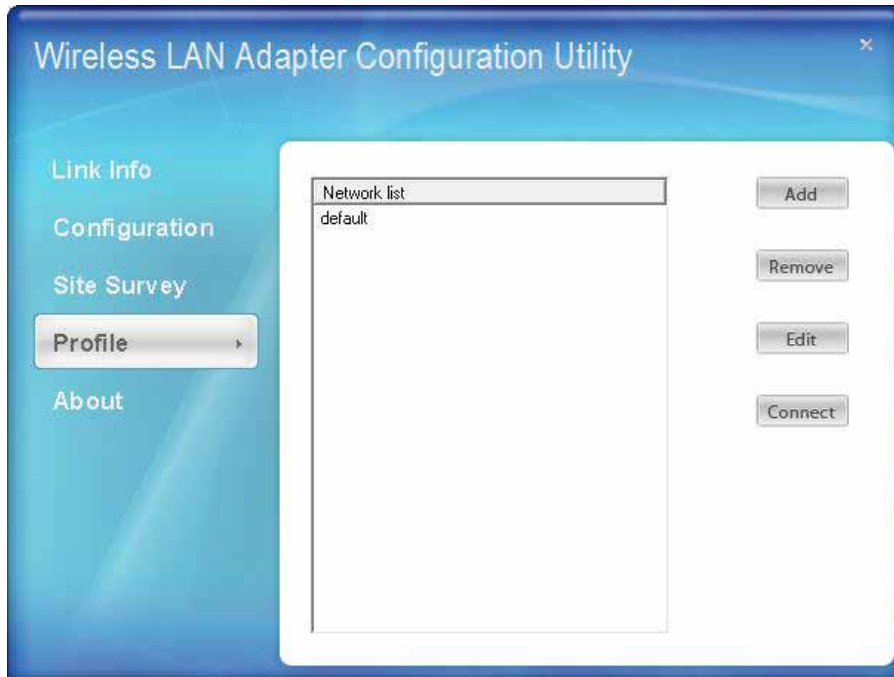 Wireless LAN Adapter Configuration Utility
Link Info
Configuration
Site Survey
Profile
About
Network list
default
Add
Remove
Edit
Connect